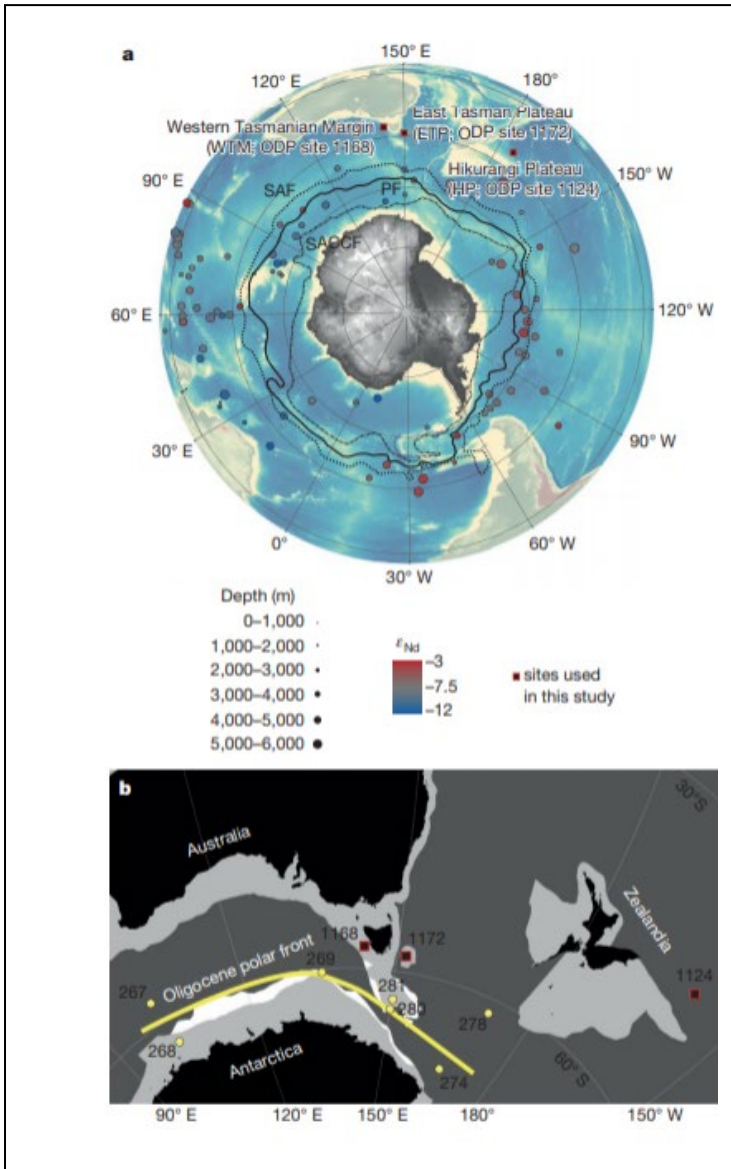 a
150° E
120° E
180°
Western Tasmanian Margin
(WTM; ODP site 1168)
East Tasman Plateau
(ETP; ODP site 1172)
Hikurangi Plateau
(HP; ODP site 1124)
150° W
90° E
SAF
PF
SACCF
60° E
120° W
30° E
90° W
0°
60° W
30° W
Depth (m)
0–1,000
1,000–2,000
2,000–3,000
3,000–4,000
4,000–5,000
5,000–6,000
εNd
–3
–7.5
–12
sites used
in this study
b
30°S
Australia
Zealandia
1168
1172
Oligocene polar front
269
1124
267
281
280
278
268
60° S
Antarctica
274
90° E
120° E
150° E
180°
150° W